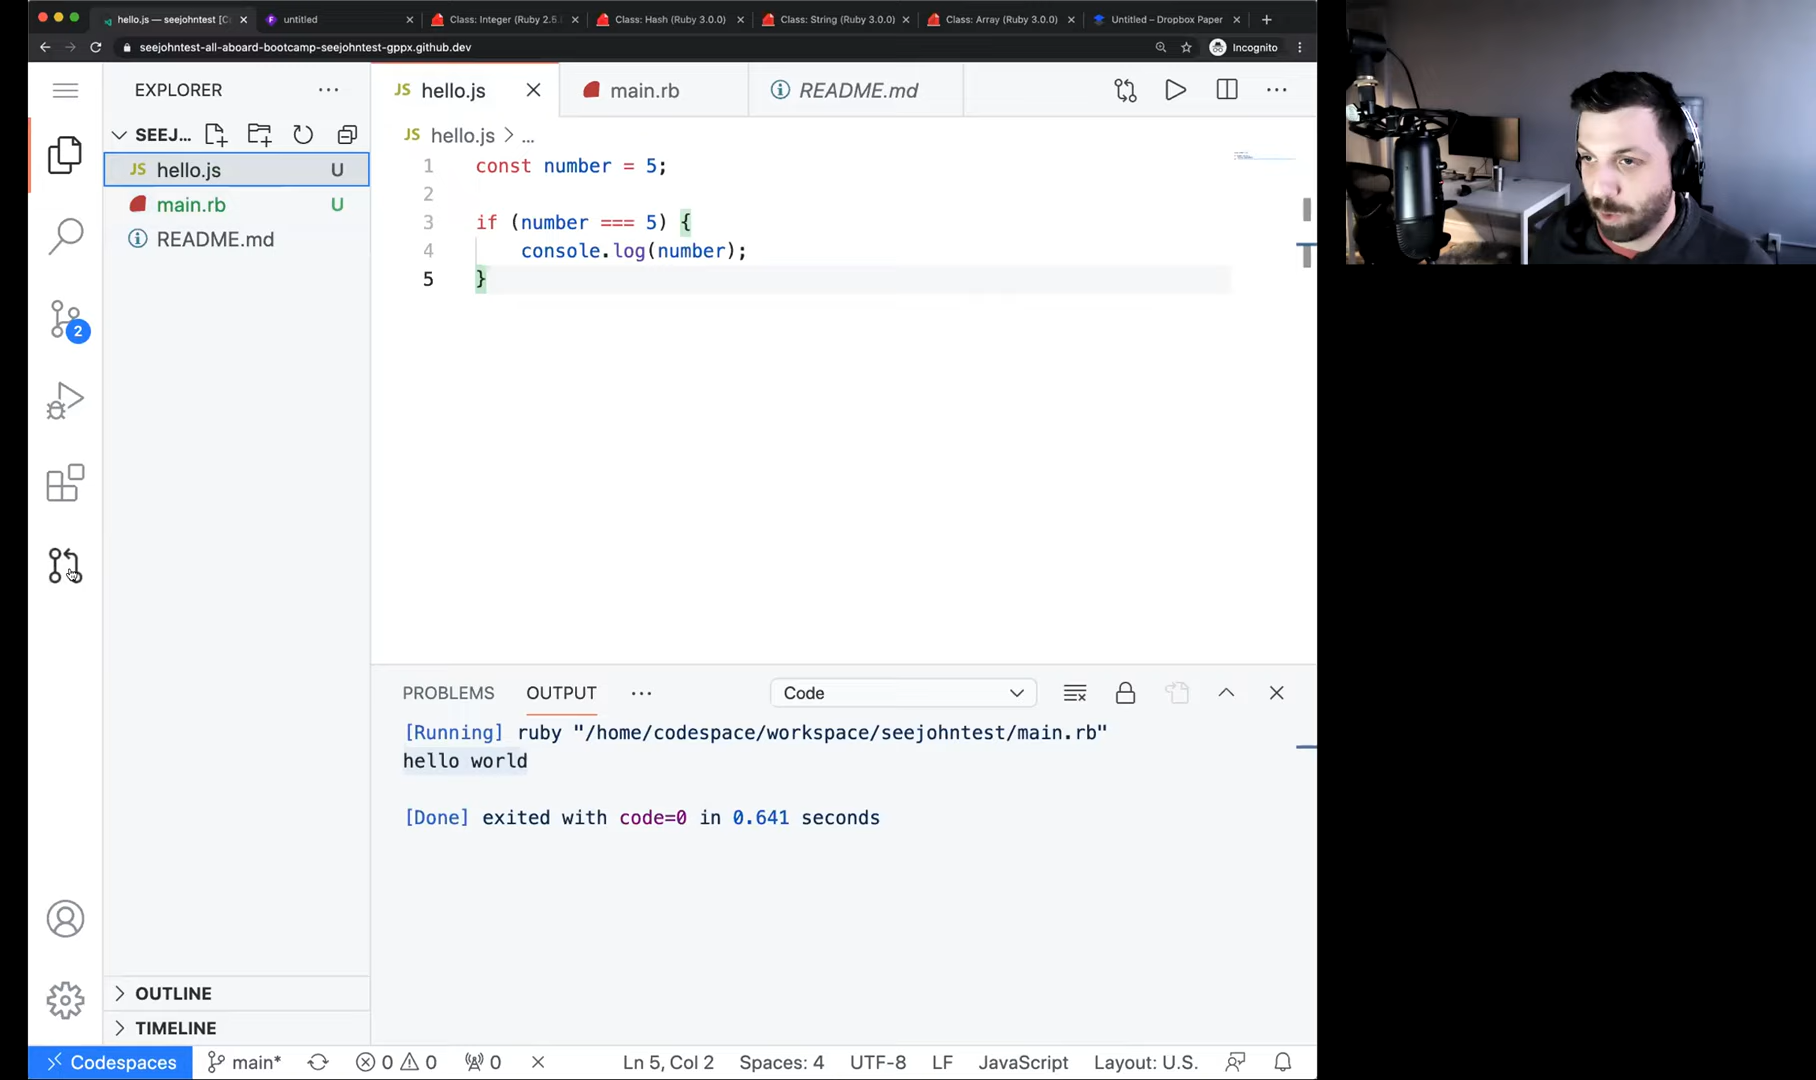 hello.js — seejohntest [C
untitled
Class: Integer (Ruby 2.5.
Class: Hash (Ruby 3.0.0)
Class: String (Ruby 3.0.0)
Class: Array (Ruby 3.0.0)
Untitled – Dropbox Paper
seejohntest-all-aboard-bootcamp-seejohntest-gppx.github.dev
Incognito
EXPLORER
JS hello.js
main.rb
README.md
SEEJ...
JS hello.js U
main.rb U
README.md
JS hello.js > ...
1 const number = 5;
2
3 if (number === 5) {
4 console.log(number);
5 }
2
PROBLEMS OUTPUT
Code
[Running] ruby "/home/codespace/workspace/seejohntest/main.rb"
hello world
[Done] exited with code=0 in 0.641 seconds
OUTLINE
TIMELINE
Codespaces main* 0 0 0 Ln 5, Col 2 Spaces: 4 UTF-8 LF JavaScript Layout: U.S.